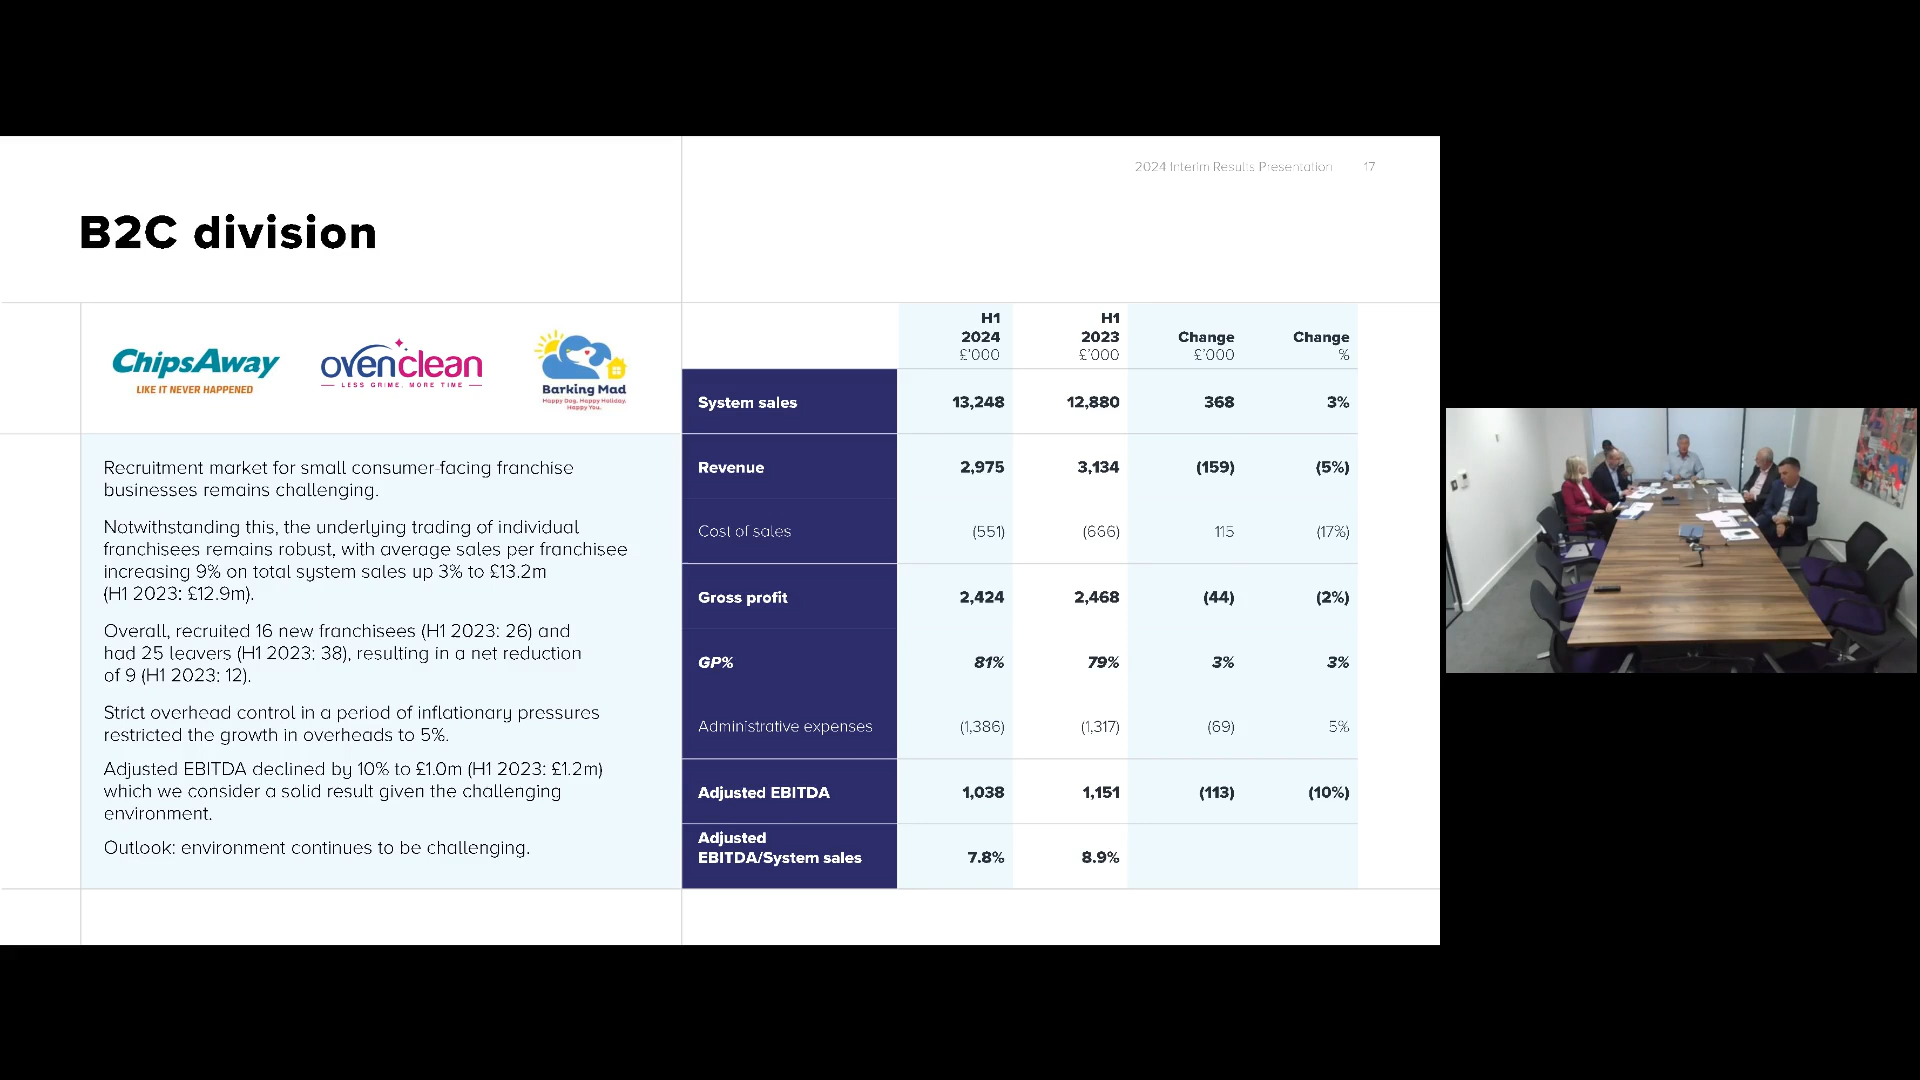 2024 Interim Results Presentation 17
B2C division
ChipsAway
LIKE IT NEVER HAPPENED
ovenclean
LESS GRIME. MORE TIME
Barking Mad
Happy Dog, Happy Holiday,
Happy You.
Recruitment market for small consumer-facing franchise
businesses remains challenging.
Notwithstanding this, the underlying trading of individual
franchisees remains robust, with average sales per franchisee
increasing 9% on total system sales up 3% to £13.2m
(H1 2023: £12.9m).
Overall, recruited 16 new franchisees (H1 2023: 26) and
had 25 leavers (H1 2023: 38), resulting in a net reduction
of 9 (H1 2023: 12).
Strict overhead control in a period of inflationary pressures
restricted the growth in overheads to 5%.
Adjusted EBITDA declined by 10% to £1.0m (H1 2023: £1.2m)
which we consider a solid result given the challenging
environment.
Outlook: environment continues to be challenging.
H1 H1
2024 2023 Change Change
£'000 £'000 £'000 %
System sales 13,248 12,880 368 3%
Revenue 2,975 3,134 (159) (5%)
Cost of sales (551) (666) 115 (17%)
Gross profit 2,424 2,468 (44) (2%)
GP% 81% 79% 3% 3%
Administrative expenses (1,386) (1,317) (69) 5%
Adjusted EBITDA 1,038 1,151 (113) (10%)
Adjusted
EBITDA/System sales 7.8% 8.9%